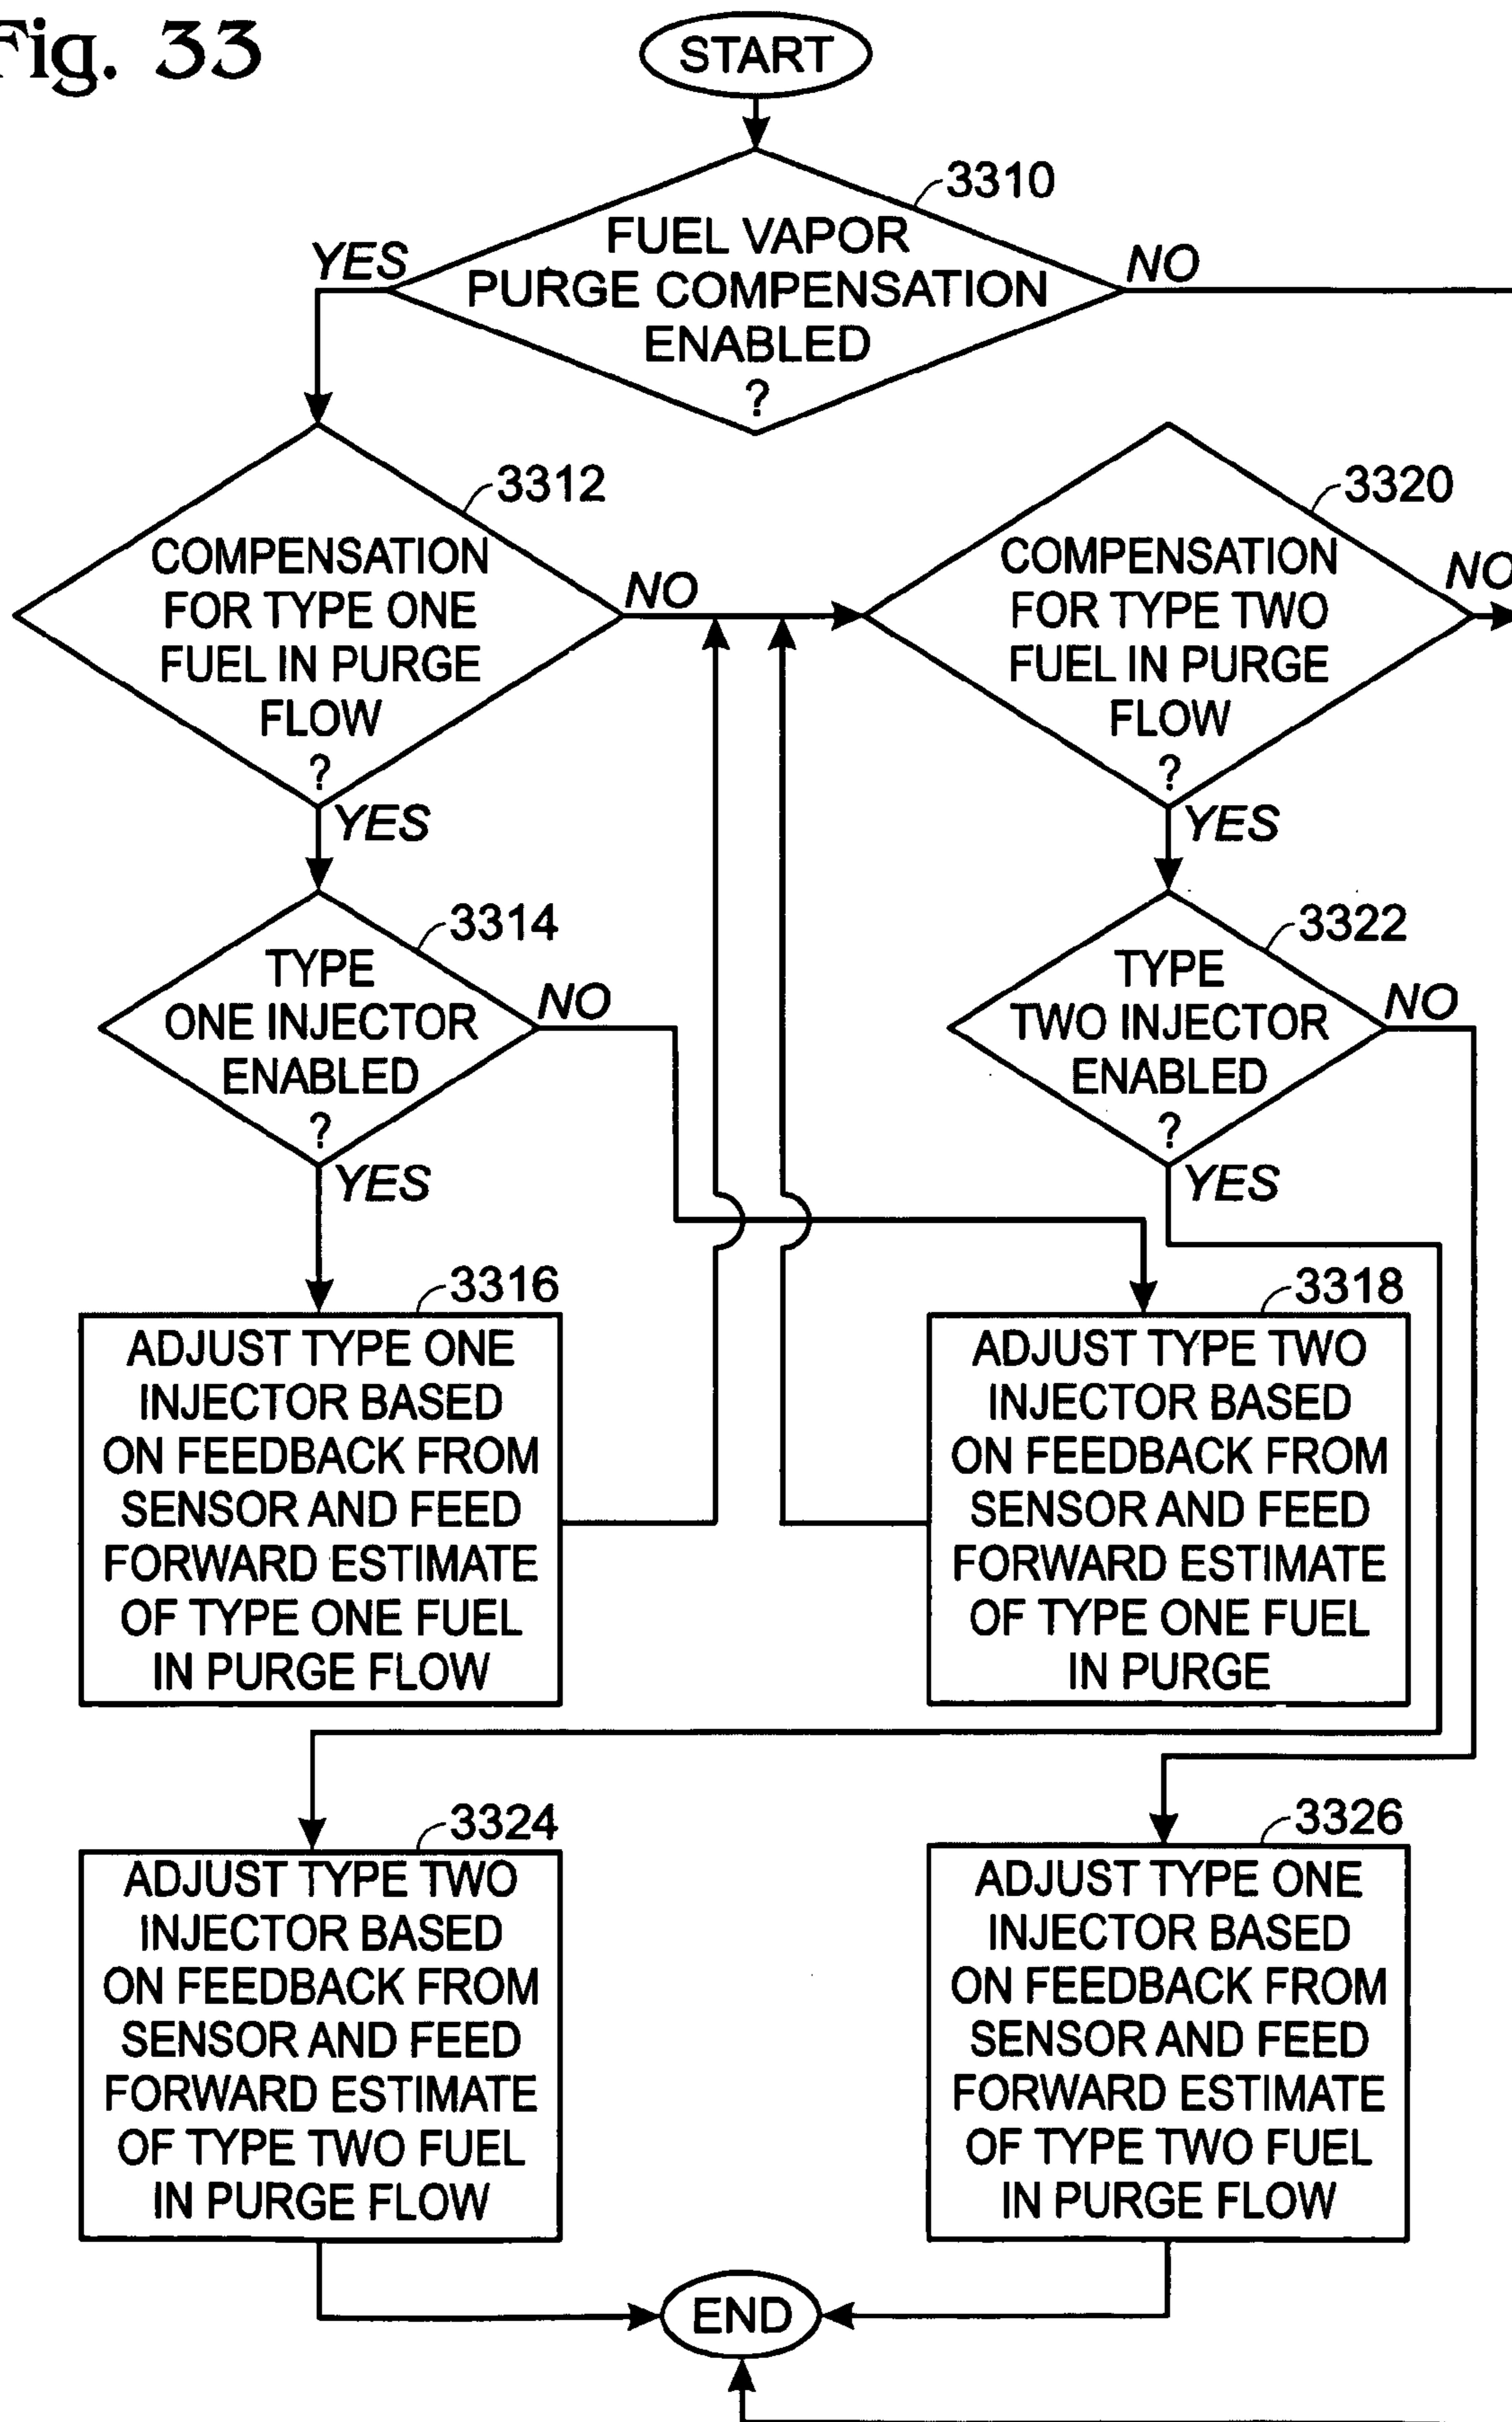 Fig. 33
START
3310
FUEL VAPOR
PURGE COMPENSATION
ENABLED
?
YES
NO
3312
COMPENSATION
FOR TYPE ONE
FUEL IN PURGE
FLOW
?
NO
YES
3320
COMPENSATION
FOR TYPE TWO
FUEL IN PURGE
FLOW
?
NO
YES
3314
TYPE
ONE INJECTOR
ENABLED
?
NO
YES
3322
TYPE
TWO INJECTOR
ENABLED
?
NO
YES
3316
ADJUST TYPE ONE
INJECTOR BASED
ON FEEDBACK FROM
SENSOR AND FEED
FORWARD ESTIMATE
OF TYPE ONE FUEL
IN PURGE FLOW
3318
ADJUST TYPE TWO
INJECTOR BASED
ON FEEDBACK FROM
SENSOR AND FEED
FORWARD ESTIMATE
OF TYPE ONE FUEL
IN PURGE
3324
ADJUST TYPE TWO
INJECTOR BASED
ON FEEDBACK FROM
SENSOR AND FEED
FORWARD ESTIMATE
OF TYPE TWO FUEL
IN PURGE FLOW
3326
ADJUST TYPE ONE
INJECTOR BASED
ON FEEDBACK FROM
SENSOR AND FEED
FORWARD ESTIMATE
OF TYPE TWO FUEL
IN PURGE FLOW
END